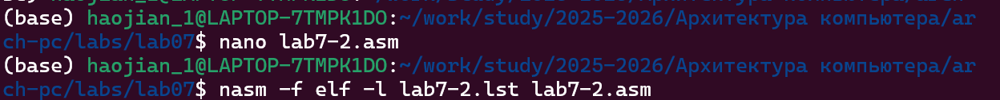 (base) haojian_1@LAPTOP-7TMPK1DO:~/work/study/2025-2026/Архитектура компьютера/ar
ch-pc/labs/lab07$ nano lab7-2.asm
(base) haojian_1@LAPTOP-7TMPK1DO:~/work/study/2025-2026/Архитектура компьютера/ar
ch-pc/labs/lab07$ nasm -f elf -l lab7-2.lst lab7-2.asm